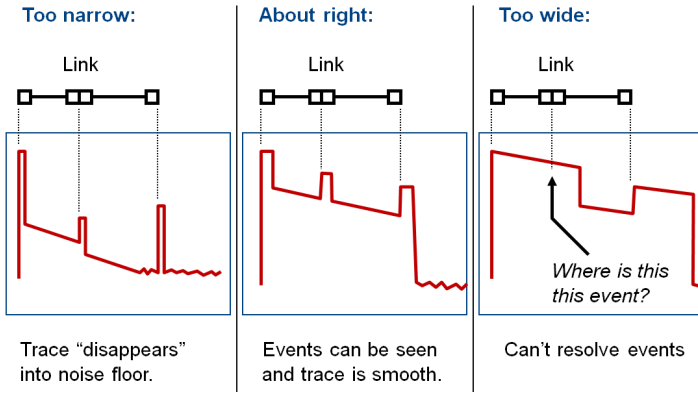 Too narrow:
Link
Trace “disappears”
into noise floor.
About right:
Link
Events can be seen
and trace is smooth.
Too wide:
Link
Where is this
this event?
Can’t resolve events